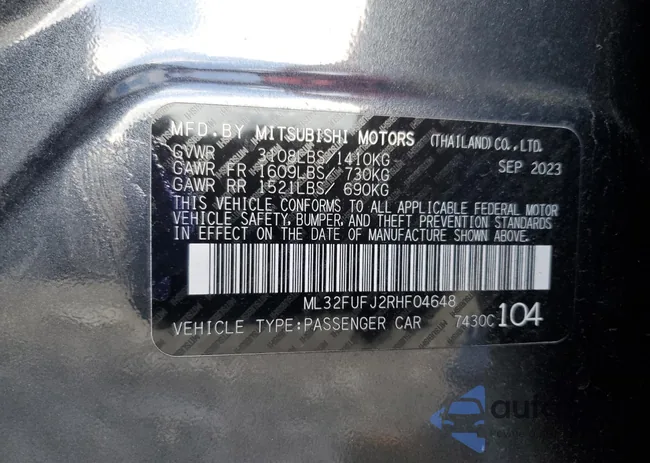 MFD.BY MITSUBISHI MOTORS (THAILAND) CO., LTD.
GVWR 3108LBS/1410KG SEP 2023
GAWR FR 1609LBS/ 730KG
GAWR RR 1521LBS/ 690KG
THIS VEHICLE CONFORMS TO ALL APPLICABLE FEDERAL MOTOR
VEHICLE SAFETY, BUMPER, AND THEFT PREVENTION STANDARDS
IN EFFECT ON THE DATE OF MANUFACTURE SHOWN ABOVE.
ML32FUFJ2RHF04648
VEHICLE TYPE:PASSENGER CAR 7430C 104